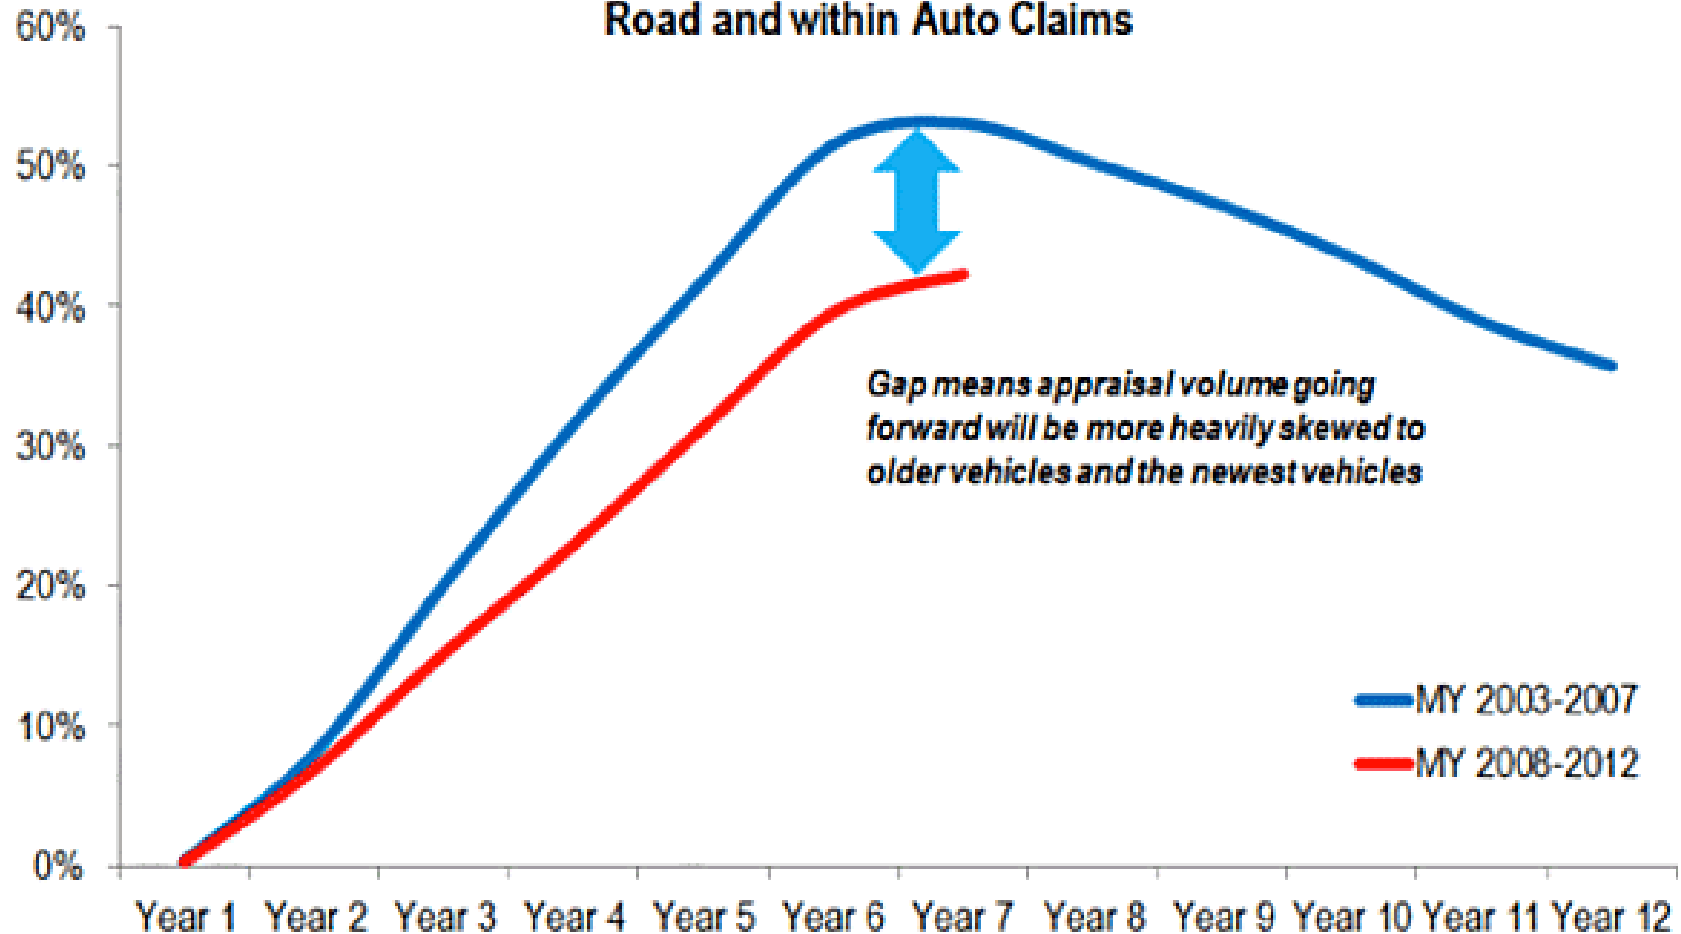 Road and within Auto Claims
60%
50%
40%
30%
20%
10%
0%
Gap means appraisal volume going
forward will be more heavily skewed to
older vehicles and the newest vehicles
MY 2003-2007
MY 2008-2012
Year 1 Year 2 Year 3 Year 4 Year 5 Year 6 Year 7 Year 8 Year 9 Year 10 Year 11 Year 12